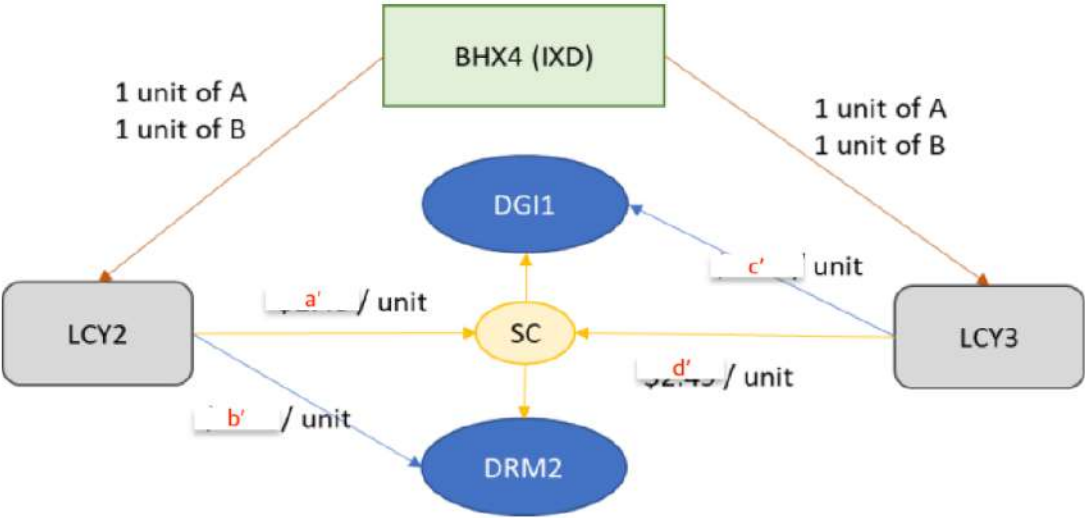 BHX4 (IXD)
1 unit of A
1 unit of B
1 unit of A
1 unit of B
DGI1
c' unit
a' / unit
LCY2
SC
LCY3
d' / unit
b' / unit
DRM2